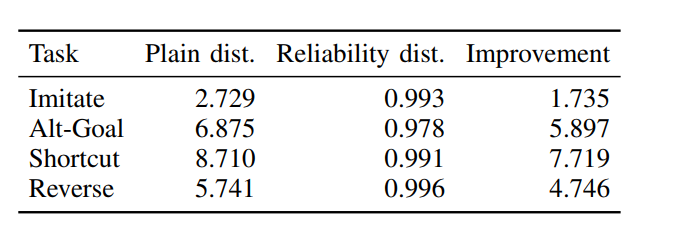 Task Plain dist. Reliability dist. Improvement
Imitate 2.729 0.993 1.735
Alt-Goal 6.875 0.978 5.897
Shortcut 8.710 0.991 7.719
Reverse 5.741 0.996 4.746